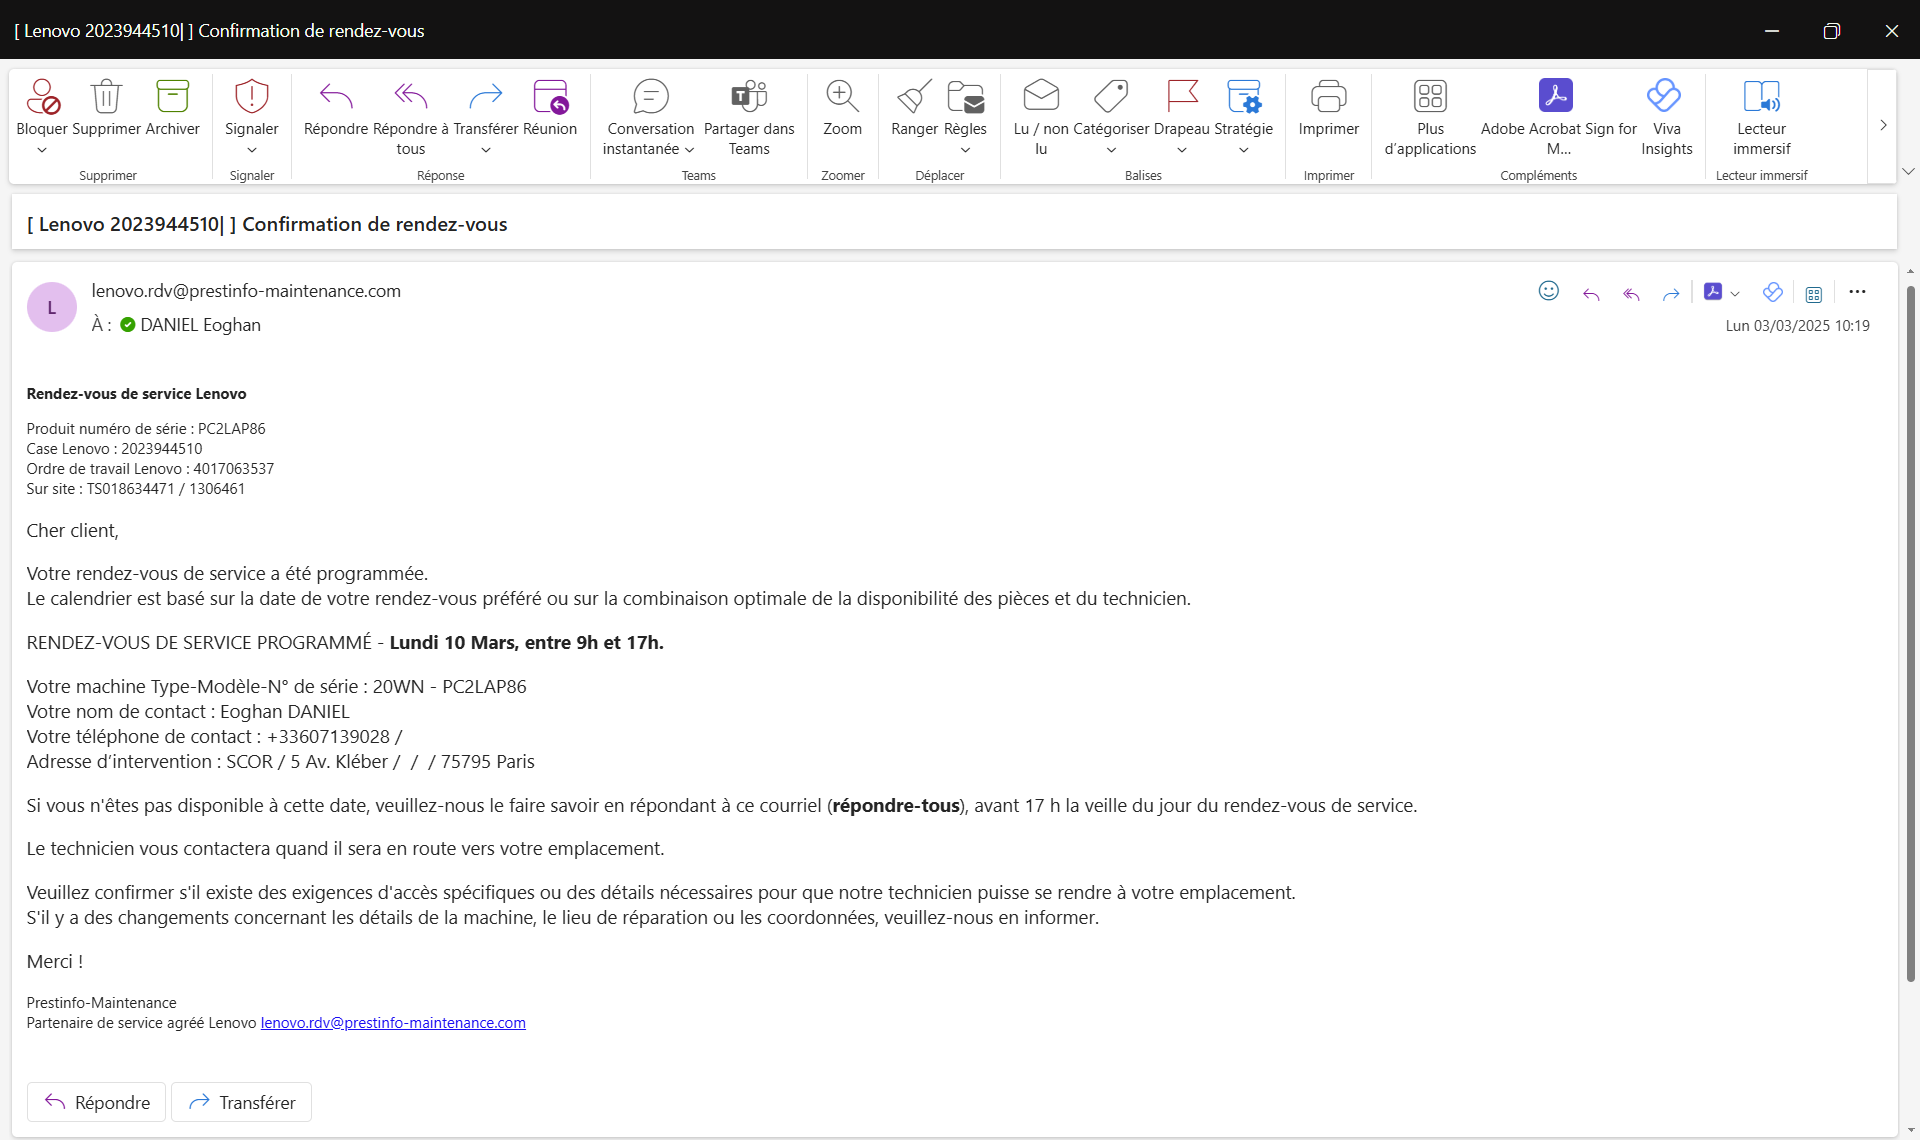 [ Lenovo 2023944510| ] Confirmation de rendez-vous
Bloquer
Supprimer
Archiver
Supprimer
Signaler
Signaler
Répondre
Répondre à tous
Transférer
Réunion
Réponse
Conversation instantanée
Partager dans Teams
Teams
Zoom
Zoomer
Ranger
Règles
Déplacer
Lu / non lu
Catégoriser
Drapeau
Stratégie
Balises
Imprimer
Imprimer
Plus d'applications
Adobe Acrobat Sign for M...
Viva Insights
Compléments
Lecteur immersif
Lecteur immersif
[ Lenovo 2023944510| ] Confirmation de rendez-vous
L
lenovo.rdv@prestinfo-maintenance.com
À : DANIEL Eoghan
Lun 03/03/2025 10:19
Rendez-vous de service Lenovo
Produit numéro de série : PC2LAP86
Case Lenovo : 2023944510
Ordre de travail Lenovo : 4017063537
Sur site : TS018634471 / 1306461
Cher client,
Votre rendez-vous de service a été programmée.
Le calendrier est basé sur la date de votre rendez-vous préféré ou sur la combinaison optimale de la disponibilité des pièces et du technicien.
RENDEZ-VOUS DE SERVICE PROGRAMMÉ - Lundi 10 Mars, entre 9h et 17h.
Votre machine Type-Modèle-N° de série : 20WN - PC2LAP86
Votre nom de contact : Eoghan DANIEL
Votre téléphone de contact : +33607139028 /
Adresse d'intervention : SCOR / 5 Av. Kléber / / / 75795 Paris
Si vous n'êtes pas disponible à cette date, veuillez-nous le faire savoir en répondant à ce courriel (répondre-tous), avant 17 h la veille du jour du rendez-vous de service.
Le technicien vous contactera quand il sera en route vers votre emplacement.
Veuillez confirmer s'il existe des exigences d'accès spécifiques ou des détails nécessaires pour que notre technicien puisse se rendre à votre emplacement.
S'il y a des changements concernant les détails de la machine, le lieu de réparation ou les coordonnées, veuillez-nous en informer.
Merci !
Prestinfo-Maintenance
Partenaire de service agréé Lenovo lenovo.rdv@prestinfo-maintenance.com
Répondre
Transférer